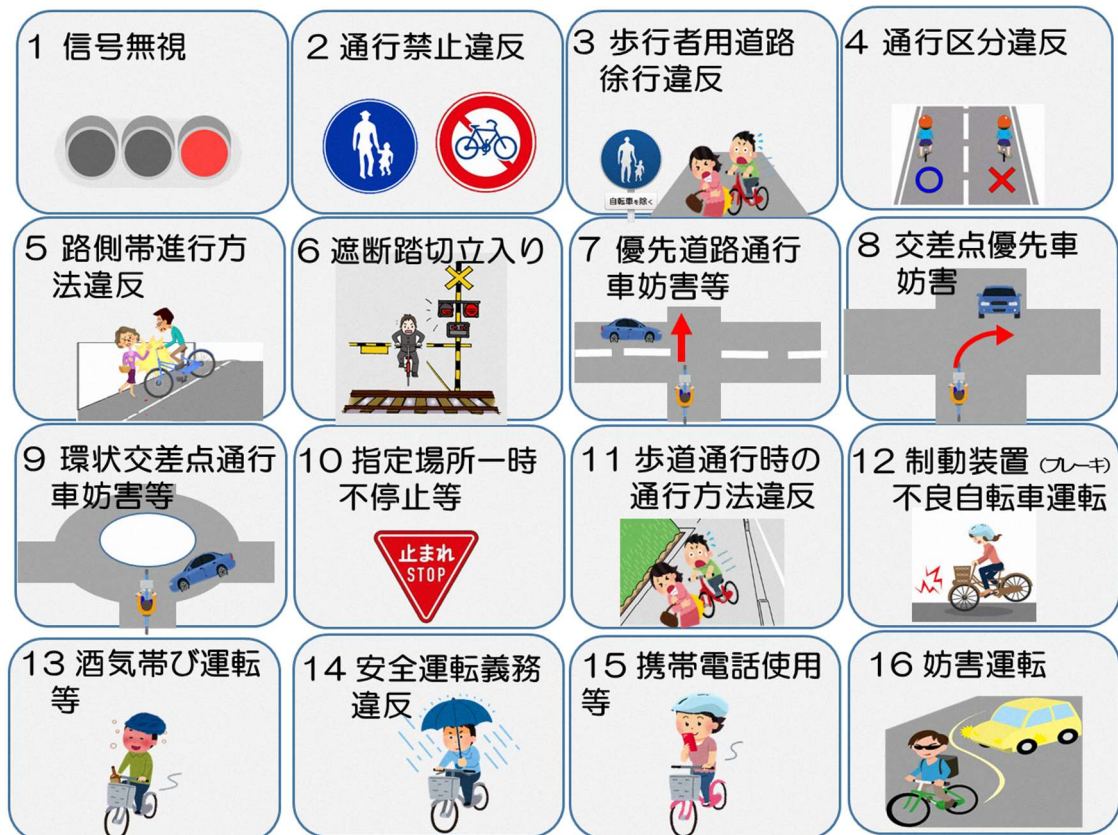 1 信号無視
2 通行禁止違反
3 歩行者用道路
徐行違反
自転車を除く
4 通行区分違反
5 路側帯進行方
法違反
6 遮断踏切立入り
7 優先道路通行
車妨害等
8 交差点優先車
妨害
9 環状交差点通行
車妨害等
10 指定場所一時
不停止等
止まれ
STOP
11 歩道通行時の
通行方法違反
12 制動装置(ブレーキ)
不良自転車運転
13 酒気帯び運転
等
14 安全運転義務
違反
15 携帯電話使用
等
16 妨害運転